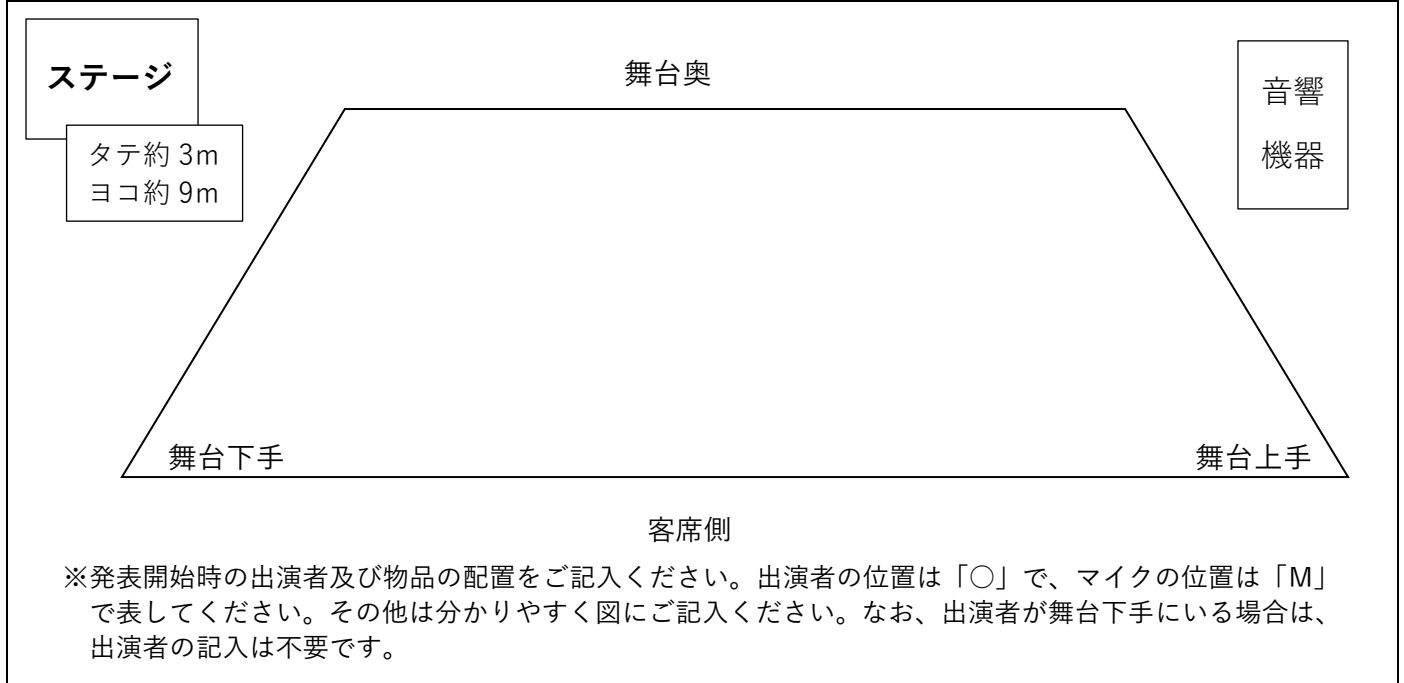 ステージ
タテ約 3m
ヨコ約 9m
舞台奥
音響
機器
舞台下手
舞台上手
客席側
※発表開始時の出演者及び物品の配置をご記入ください。出演者の位置は「○」で、マイクの位置は「M」
で表してください。その他は分かりやすく図にご記入ください。なお、出演者が舞台下手にいる場合は、
出演者の記入は不要です。